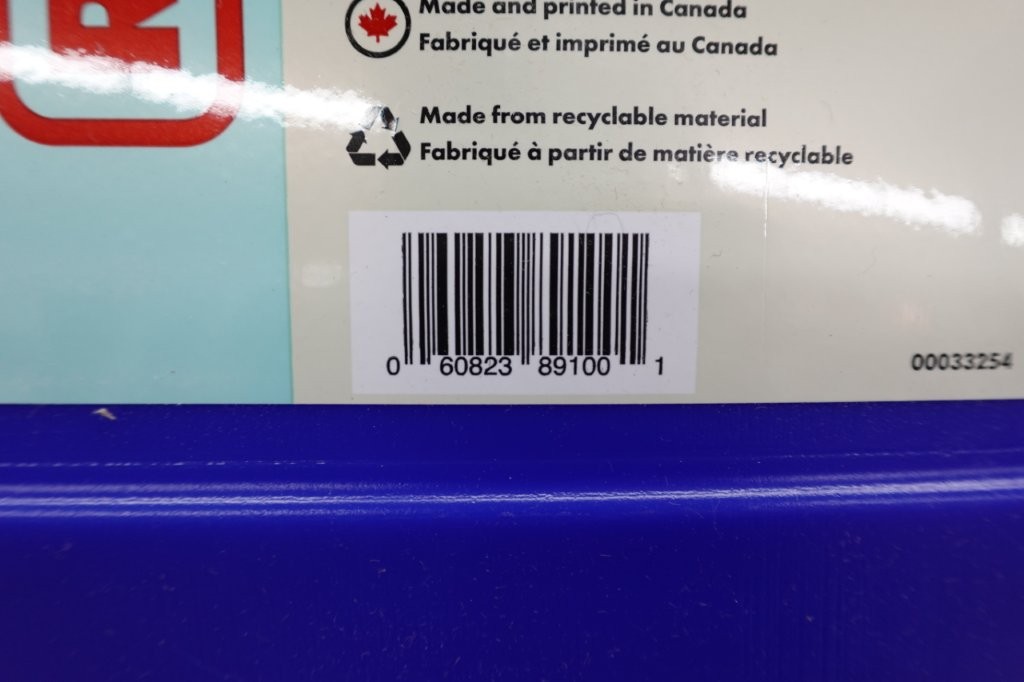 R
Made and printed in Canada
Fabriqué et imprimé au Canada
Made from recyclable material
Fabriqué à partir de matière recyclable
0 60823 89100 1
00033254